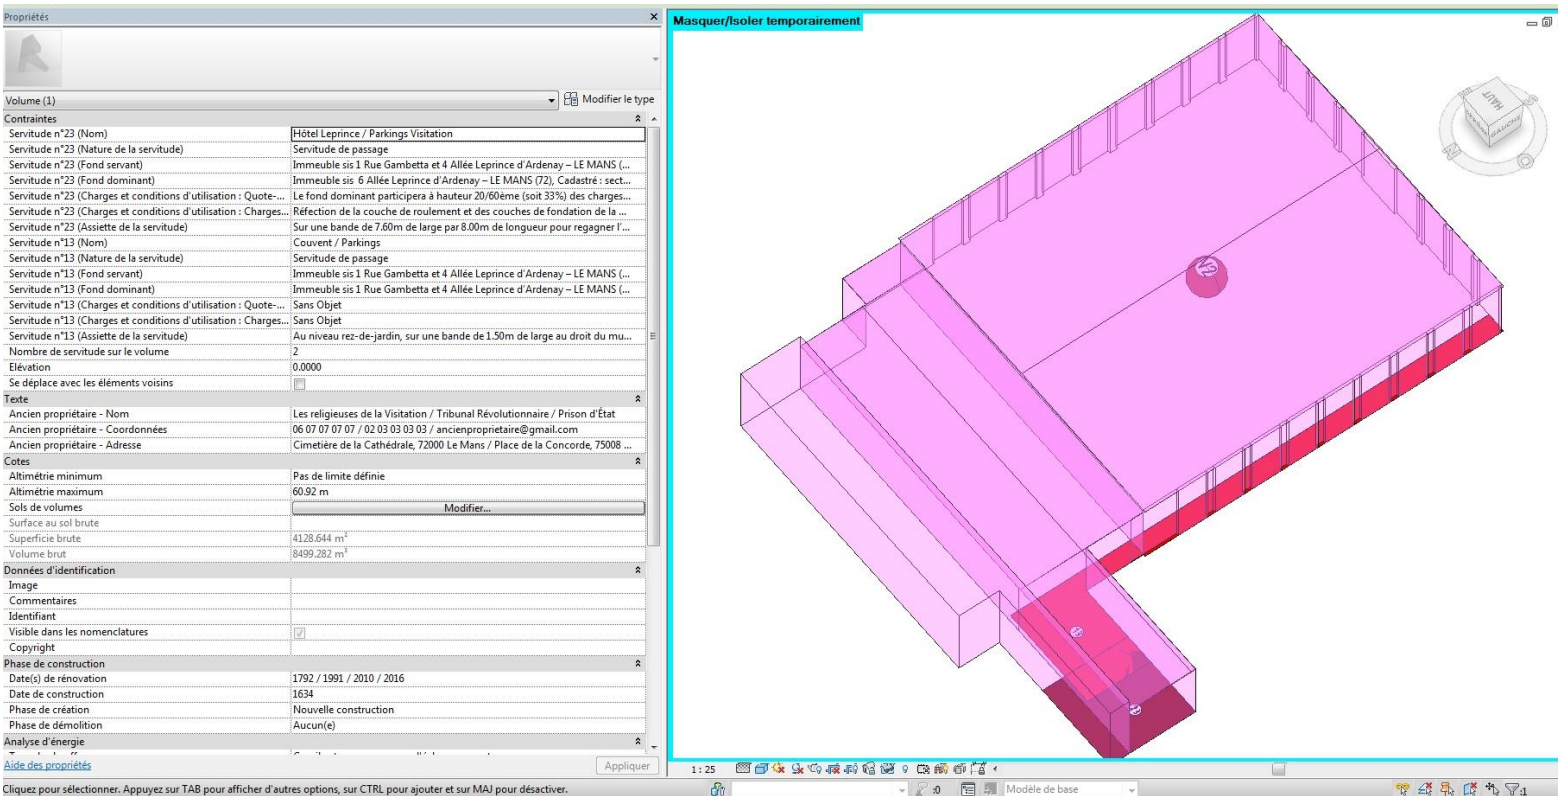 Propriétés
Masquer/Isoler temporairement
Volume (1)
Modifier le type
Contraintes
Servitude n°23 (Nom) Hôtel Leprince / Parkings Visitation
Servitude n°23 (Nature de la servitude) Servitude de passage
Servitude n°23 (Fond servant) Immeuble sis 1 Rue Gambetta et 4 Allée Leprince d'Ardenay – LE MANS (...
Servitude n°23 (Fond dominant) Immeuble sis 6 Allée Leprince d'Ardenay – LE MANS (72), Cadastré : sect...
Servitude n°23 (Charges et conditions d'utilisation : Quote-... Le fond dominant participera à hauteur 20/60ème (soit 33%) des charges...
Servitude n°23 (Charges et conditions d'utilisation : Charges... Réfection de la couche de roulement et des couches de fondation de la ...
Servitude n°23 (Assiette de la servitude) Sur une bande de 7.60m de large par 8.00m de longueur pour regagner l'...
Servitude n°13 (Nom) Couvent / Parkings
Servitude n°13 (Nature de la servitude) Servitude de passage
Servitude n°13 (Fond servant) Immeuble sis 1 Rue Gambetta et 4 Allée Leprince d'Ardenay – LE MANS (...
Servitude n°13 (Fond dominant) Immeuble sis 1 Rue Gambetta et 4 Allée Leprince d'Ardenay – LE MANS (...
Servitude n°13 (Charges et conditions d'utilisation : Quote-... Sans Objet
Servitude n°13 (Charges et conditions d'utilisation : Charges... Sans Objet
Servitude n°13 (Assiette de la servitude) Au niveau rez-de-jardin, sur une bande de 1.50m de large au droit du mu...
Nombre de servitude sur le volume 2
Elévation 0.0000
Se déplace avec les éléments voisins
Texte
Ancien propriétaire - Nom Les religieuses de la Visitation / Tribunal Révolutionnaire / Prison d'État
Ancien propriétaire - Coordonnées 06 07 07 07 07 / 02 03 03 03 03 / ancienproprietaire@gmail.com
Ancien propriétaire - Adresse Cimetière de la Cathédrale, 72000 Le Mans / Place de la Concorde, 75008 ...
Cotes
Altimétrie minimum Pas de limite définie
Altimétrie maximum 60.92 m
Sols de volumes Modifier...
Surface au sol brute
Superficie brute 4128.644 m²
Volume brut 8499.282 m³
Données d'identification
Image
Commentaires
Identifiant
Visible dans les nomenclatures
Copyright
Phase de construction
Date(s) de rénovation 1792 / 1991 / 2010 / 2016
Date de construction 1634
Phase de création Nouvelle construction
Phase de démolition Aucun(e)
Analyse d'énergie
Aide des propriétés
Appliquer
HAUT
GAUCHE
V2
1 : 25
Cliquez pour sélectionner. Appuyez sur TAB pour afficher d'autres options, sur CTRL pour ajouter et sur MAJ pour désactiver.
:0
Modèle de base
:1